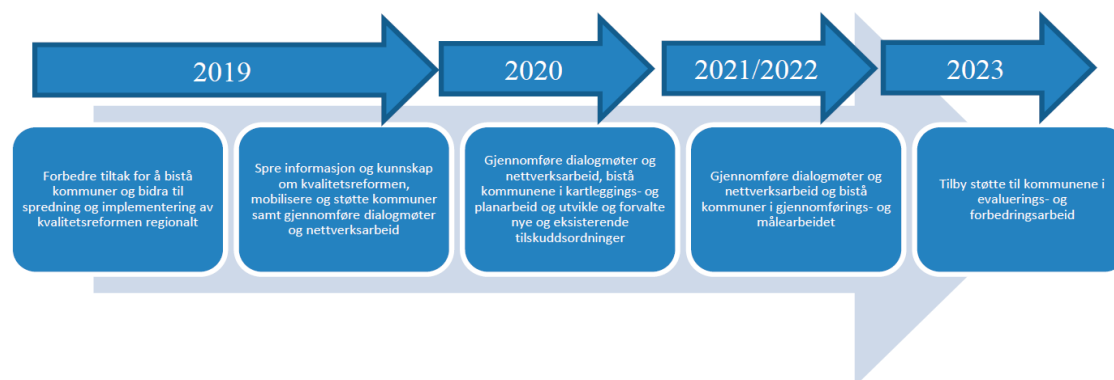 2019
2020
2021/2022
2023
Forbedre tiltak for å bistå
kommuner og bidra til
spredning og implementering av
kvalitetsreformen regionalt
Spre informasjon og kunnskap
om kvalitetsreformen,
mobilisere og støtte kommuner
samt gjennomføre dialogmøter
og nettverksarbeid
Gjennomføre dialogmøter og
nettverksarbeid, bistå
kommunene i kartleggings- og
planarbeid og utvikle og forvalte
nye og eksisterende
tilskuddsordninger
Gjennomføre dialogmøter og
nettverksarbeid og bistå
kommuner i gjennomførings- og
målearbeidet
Tilby støtte til kommunene i
evaluerings- og
forbedringsarbeid